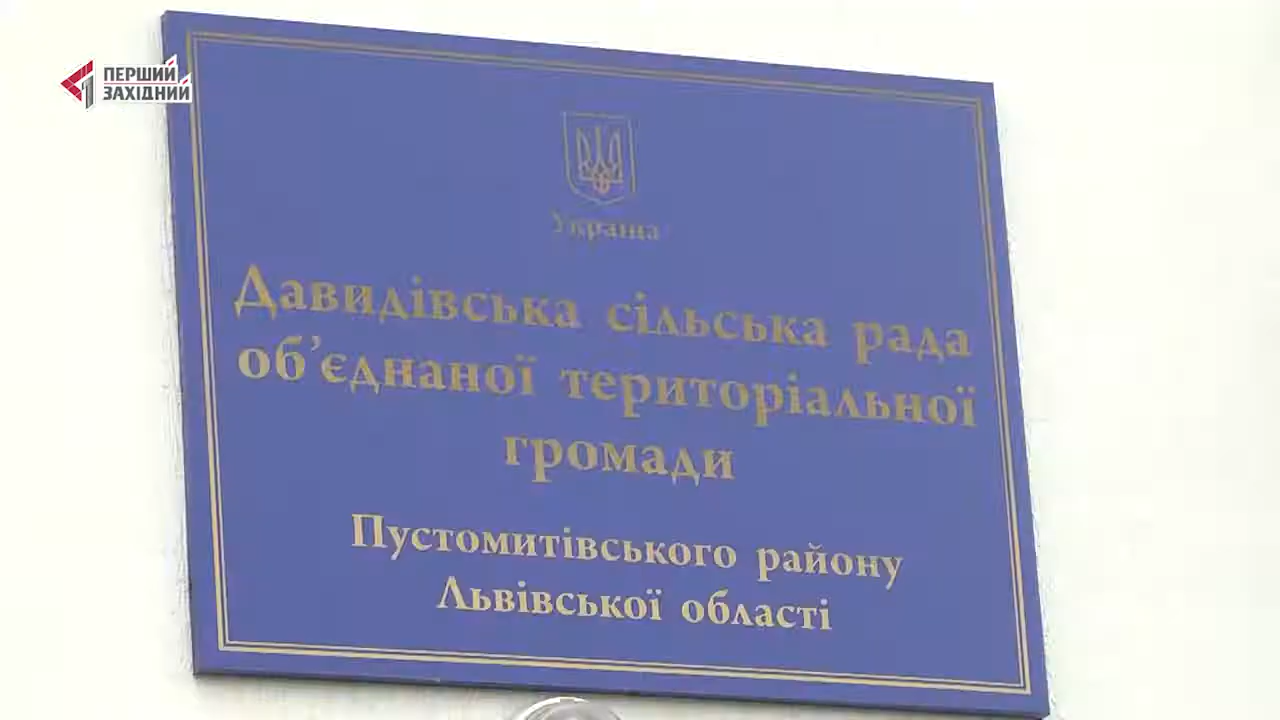 ПЕРШИЙ
ЗАХІДНИЙ
Україна
Давидівська сільська рада
об’єднаної територіальної
громади
Пустомитівського району
Львівської області